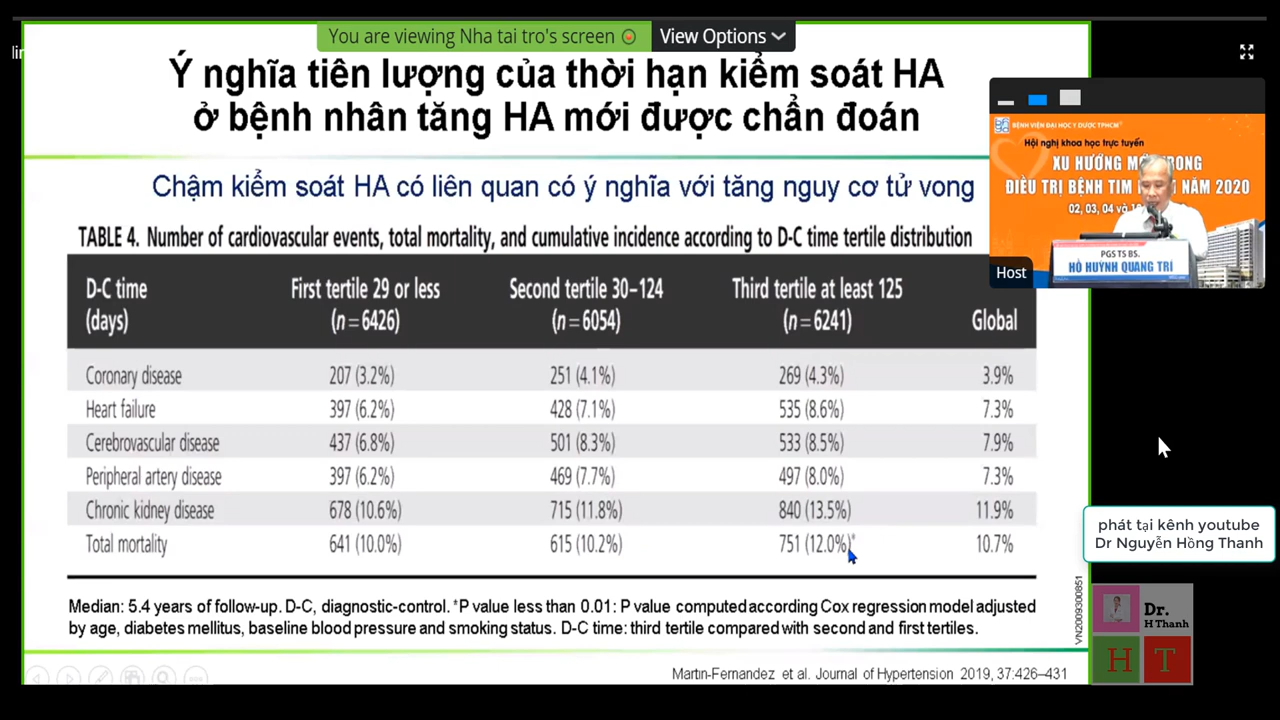 You are viewing Nha tai tro's screen
View Options
Ý nghĩa tiên lượng của thời hạn kiểm soát HA
ở bệnh nhân tăng HA mới được chẩn đoán
Chậm kiểm soát HA có liên quan có ý nghĩa với tăng nguy cơ tử vong
TABLE 4. Number of cardiovascular events, total mortality, and cumulative incidence according to D-C time tertile distribution
D-C time (days) First tertile 29 or less (n=6426) Second tertile 30–124 (n=6054) Third tertile at least 125 (n=6241) Global
Coronary disease 207 (3.2%) 251 (4.1%) 269 (4.3%) 3.9%
Heart failure 397 (6.2%) 428 (7.1%) 535 (8.6%) 7.3%
Cerebrovascular disease 437 (6.8%) 501 (8.3%) 533 (8.5%) 7.9%
Peripheral artery disease 397 (6.2%) 469 (7.7%) 497 (8.0%) 7.3%
Chronic kidney disease 678 (10.6%) 715 (11.8%) 840 (13.5%) 11.9%
Total mortality 641 (10.0%) 615 (10.2%) 751 (12.0%)* 10.7%
Median: 5.4 years of follow-up. D-C, diagnostic-control. *P value less than 0.01: P value computed according Cox regression model adjusted
by age, diabetes mellitus, baseline blood pressure and smoking status. D-C time: third tertile compared with second and first tertiles.
VN2009300851
Martin-Fernandez et al. Journal of Hypertension 2019, 37:426–431
BỆNH VIỆN ĐẠI HỌC Y DƯỢC TPHCM
Hội nghị khoa học trực tuyến
XU HƯỚNG MỚI TRONG
ĐIỀU TRỊ BỆNH TIM NĂM 2020
02, 03, 04 và
PGS TS BS.
HỒ HUỲNH QUANG TRÍ
Host
phát tại kênh youtube
Dr Nguyễn Hồng Thanh
Dr.
H Thanh
H T